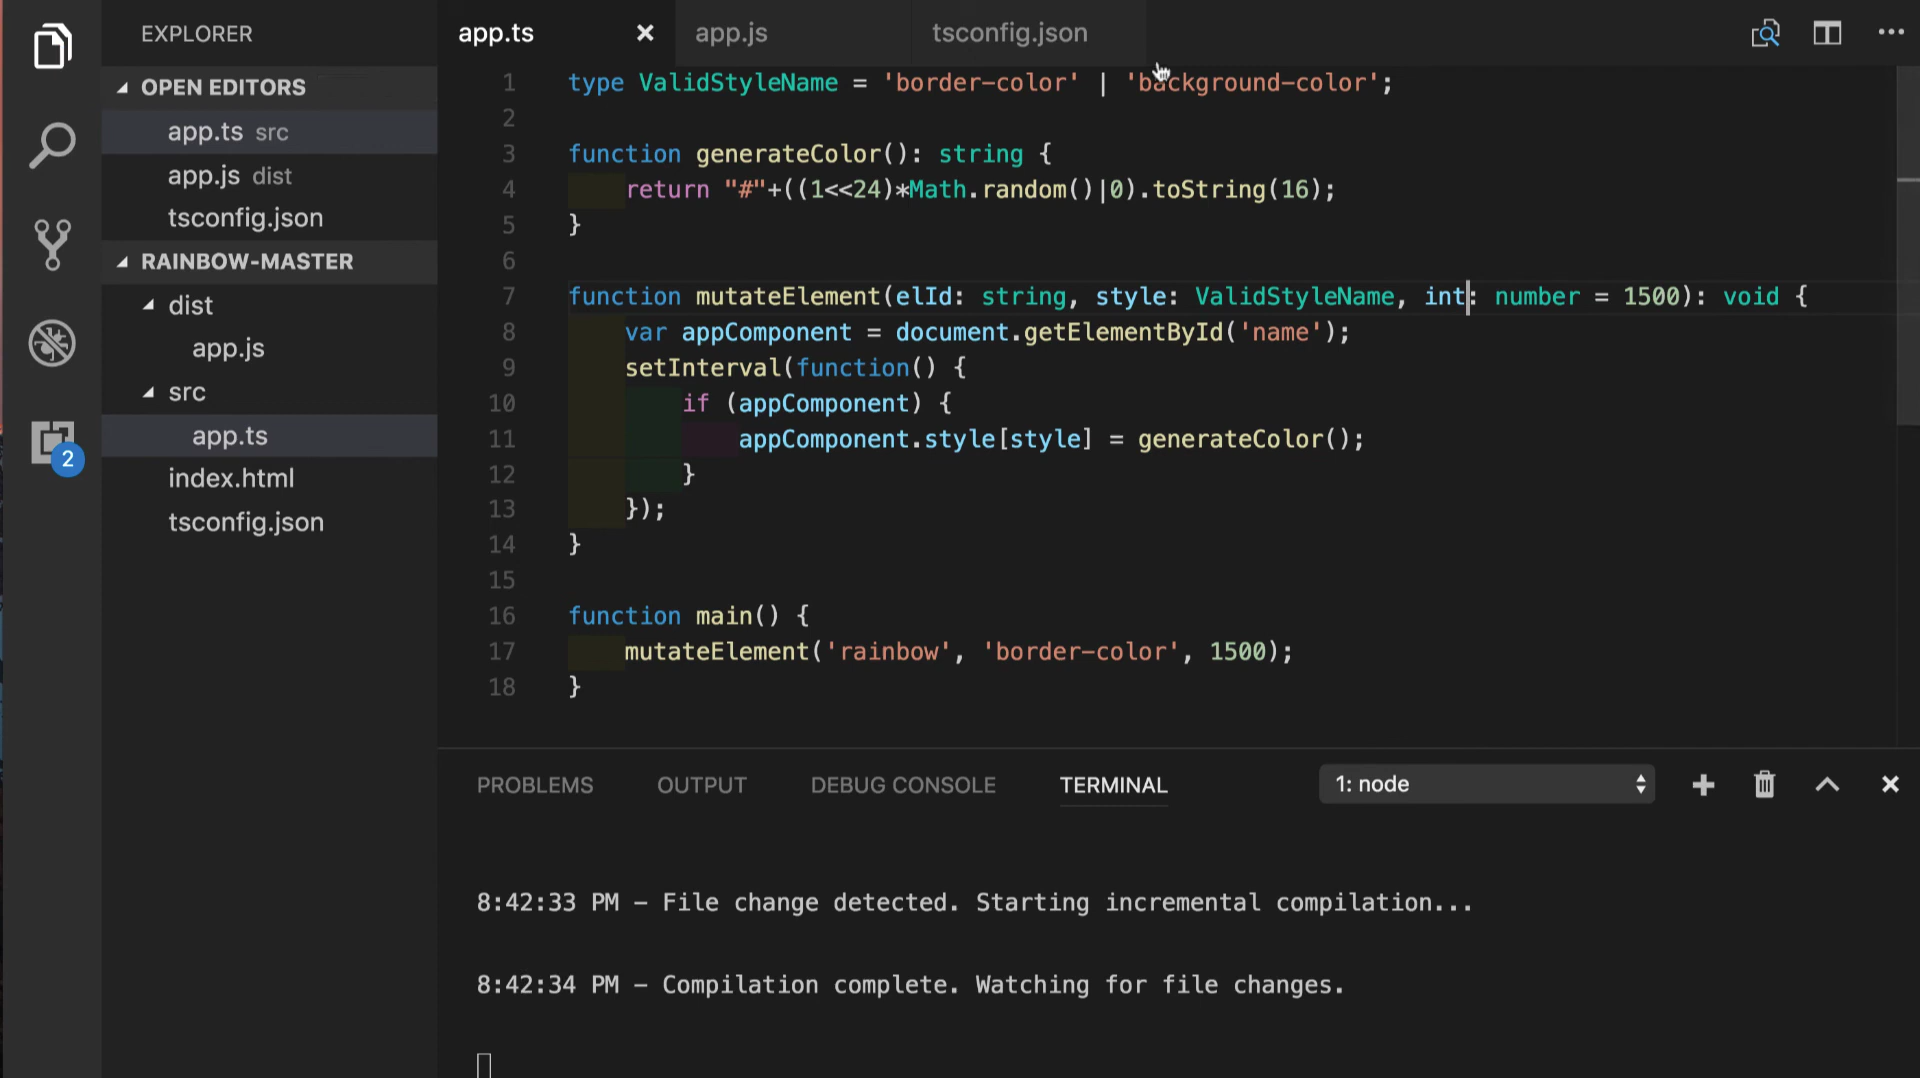 EXPLORER
OPEN EDITORS
app.ts src
app.js dist
tsconfig.json
RAINBOW-MASTER
dist
app.js
src
app.ts
index.html
tsconfig.json
2
app.ts
app.js
tsconfig.json
1 type ValidStyleName = 'border-color' | 'background-color';
2
3 function generateColor(): string {
4     return "#"+((1<<24)*Math.random()|0).toString(16);
5 }
6
7 function mutateElement(elId: string, style: ValidStyleName, int: number = 1500): void {
8     var appComponent = document.getElementById('name');
9     setInterval(function() {
10         if (appComponent) {
11             appComponent.style[style] = generateColor();
12         }
13     });
14 }
15
16 function main() {
17     mutateElement('rainbow', 'border-color', 1500);
18 }
PROBLEMS OUTPUT DEBUG CONSOLE TERMINAL 1: node
8:42:33 PM – File change detected. Starting incremental compilation...
8:42:34 PM – Compilation complete. Watching for file changes.